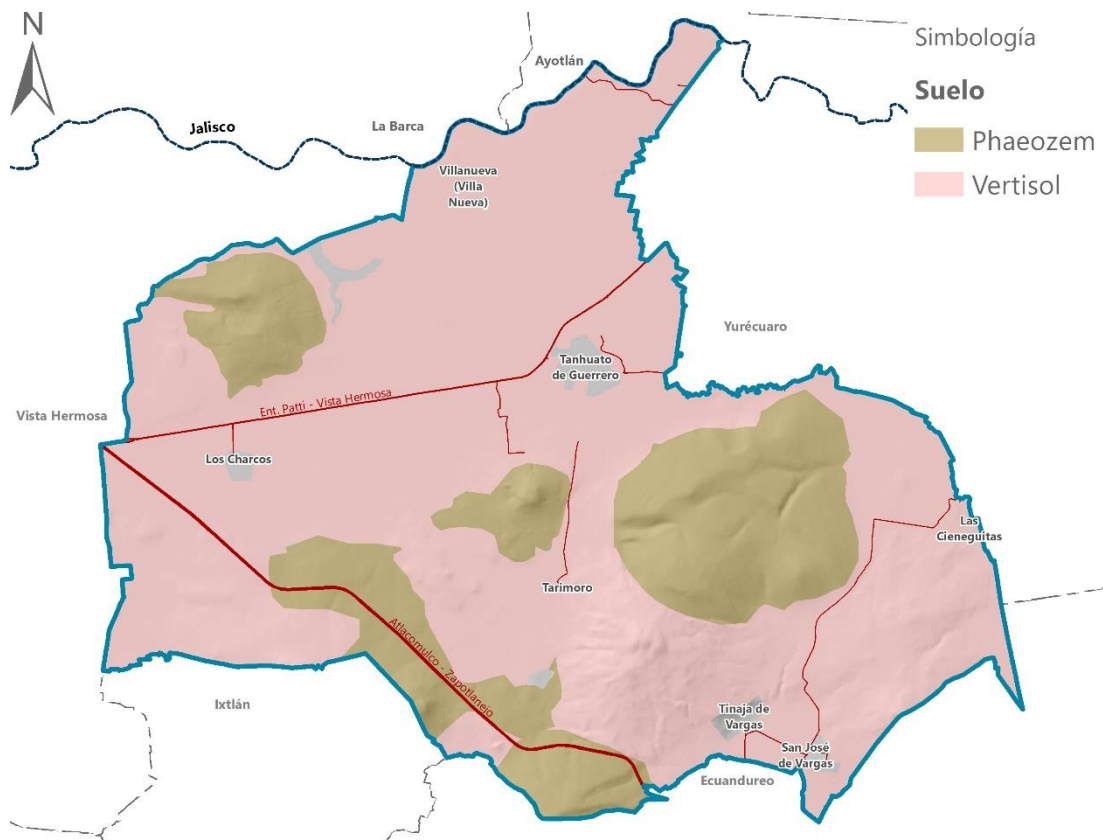 N
Simbología
Suelo
Phaeozem
Vertisol
Ayotlán
Jalisco
La Barca
Villanueva
(Villa
Nueva)
Yurécuaro
Tanhuato
de Guerrero
Vista Hermosa
Ent. Patti - Vista Hermosa
Los Charcos
Las
Cieneguitas
Tarimoro
Atlacomulco - Zapotlanejo
Ixtlán
Tinaja de
Vargas
San José
de Vargas
Ecuandureo